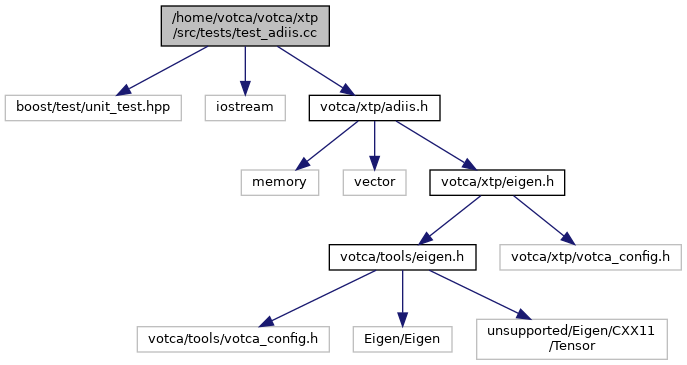 /home/votca/votca/xtp
/src/tests/test_adiis.cc
boost/test/unit_test.hpp
iostream
votca/xtp/adiis.h
memory
vector
votca/xtp/eigen.h
votca/tools/eigen.h
votca/xtp/votca_config.h
votca/tools/votca_config.h
Eigen/Eigen
unsupported/Eigen/CXX11
/Tensor